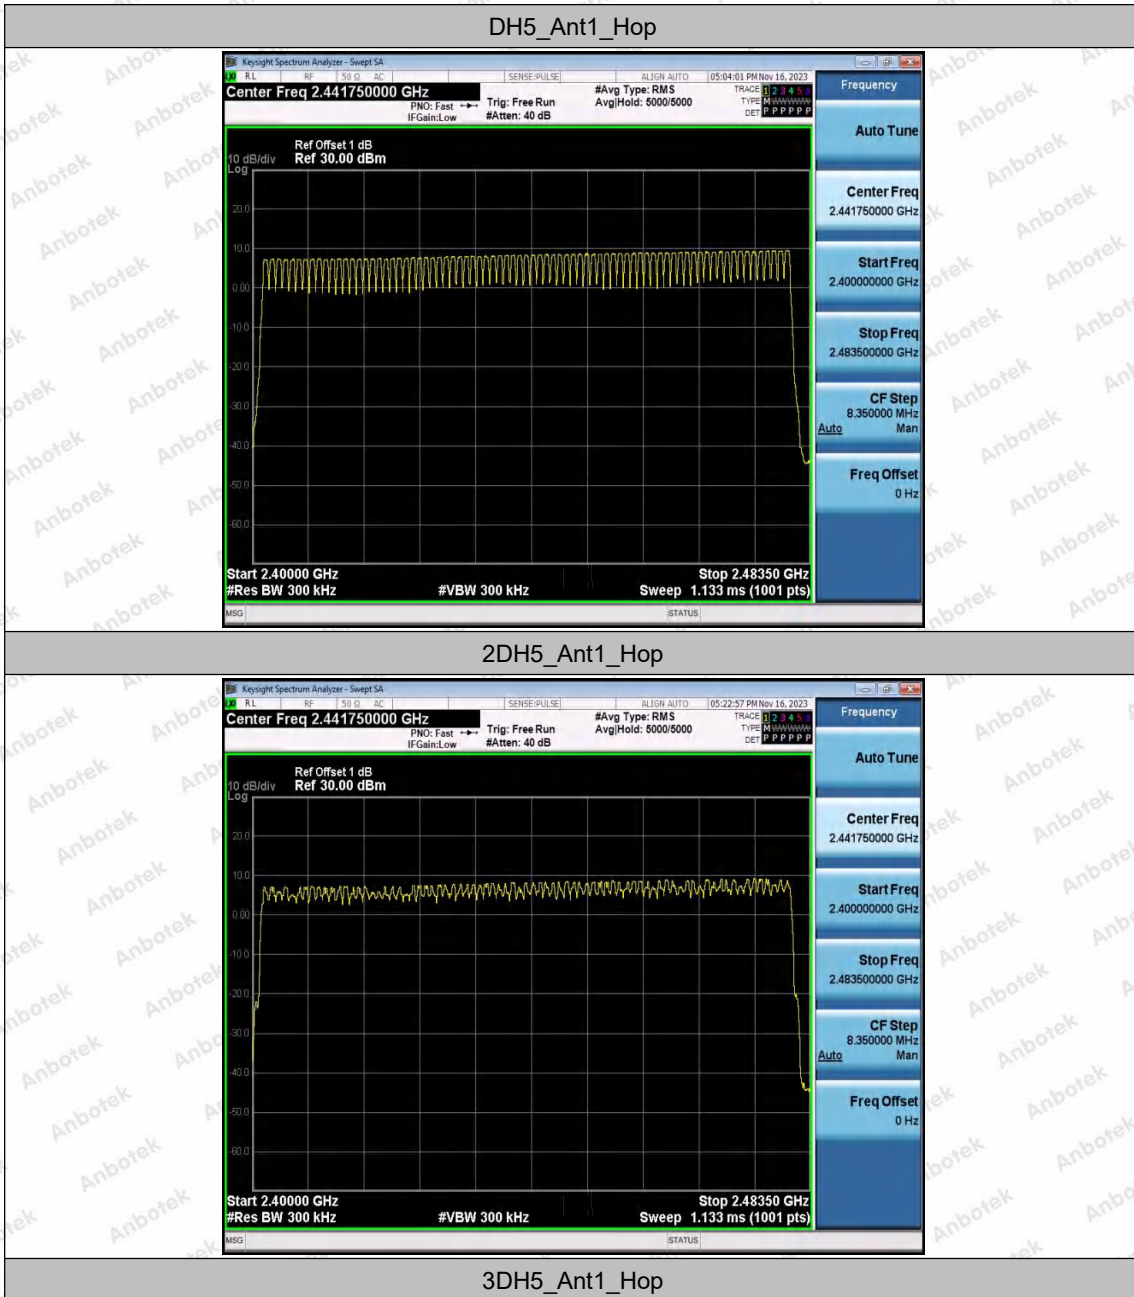 DH5_Ant1_Hop
Keysight Spectrum Analyzer - Swept SA
RL RF 50 Ω AC SENSE:PULSE ALIGN AUTO 05:04:01 PM Nov 16, 2023
Center Freq 2.441750000 GHz #Avg Type: RMS TRACE 1 2 3 4 5 6
PNO: Fast Trig: Free Run Avg|Hold: 5000/5000 TYPE M WWWWW
IFGain:Low #Atten: 40 dB DET P P P P P P
Frequency
Auto Tune
Ref Offset 1 dB
10 dB/div Ref 30.00 dBm
Log
20.0
10.0
0.00
-10.0
-20.0
-30.0
-40.0
-50.0
-60.0
Center Freq
2.441750000 GHz
Start Freq
2.400000000 GHz
Stop Freq
2.483500000 GHz
CF Step
8.350000 MHz
Auto Man
Freq Offset
0 Hz
Start 2.40000 GHz Stop 2.48350 GHz
#Res BW 300 kHz #VBW 300 kHz Sweep 1.133 ms (1001 pts)
MSG STATUS
2DH5_Ant1_Hop
Keysight Spectrum Analyzer - Swept SA
RL RF 50 Ω AC SENSE:PULSE ALIGN AUTO 05:22:57 PM Nov 16, 2023
Center Freq 2.441750000 GHz #Avg Type: RMS TRACE 1 2 3 4 5 6
PNO: Fast Trig: Free Run Avg|Hold: 5000/5000 TYPE M WWWWW
IFGain:Low #Atten: 40 dB DET P P P P P P
Frequency
Auto Tune
Ref Offset 1 dB
10 dB/div Ref 30.00 dBm
Log
20.0
10.0
0.00
-10.0
-20.0
-30.0
-40.0
-50.0
-60.0
Center Freq
2.441750000 GHz
Start Freq
2.400000000 GHz
Stop Freq
2.483500000 GHz
CF Step
8.350000 MHz
Auto Man
Freq Offset
0 Hz
Start 2.40000 GHz Stop 2.48350 GHz
#Res BW 300 kHz #VBW 300 kHz Sweep 1.133 ms (1001 pts)
MSG STATUS
3DH5_Ant1_Hop
Anbotek